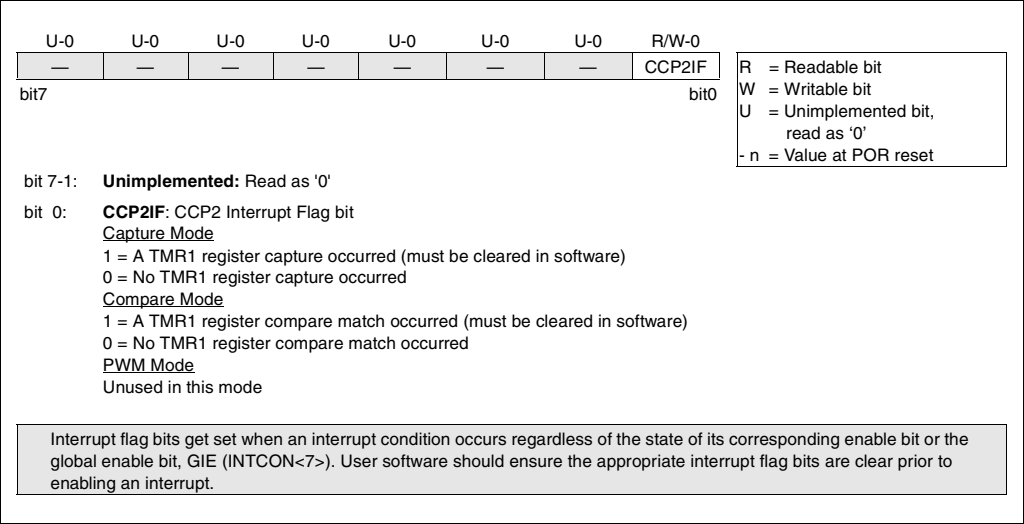 U-0 U-0 U-0 U-0 U-0 U-0 U-0 R/W-0
— — — — — — — CCP2IF
bit7 bit0
R = Readable bit
W = Writable bit
U = Unimplemented bit,
read as ‘0’
- n = Value at POR reset
bit 7-1: Unimplemented: Read as '0'
bit 0: CCP2IF: CCP2 Interrupt Flag bit
Capture Mode
1 = A TMR1 register capture occurred (must be cleared in software)
0 = No TMR1 register capture occurred
Compare Mode
1 = A TMR1 register compare match occurred (must be cleared in software)
0 = No TMR1 register compare match occurred
PWM Mode
Unused in this mode
Interrupt flag bits get set when an interrupt condition occurs regardless of the state of its corresponding enable bit or the
global enable bit, GIE (INTCON<7>). User software should ensure the appropriate interrupt flag bits are clear prior to
enabling an interrupt.